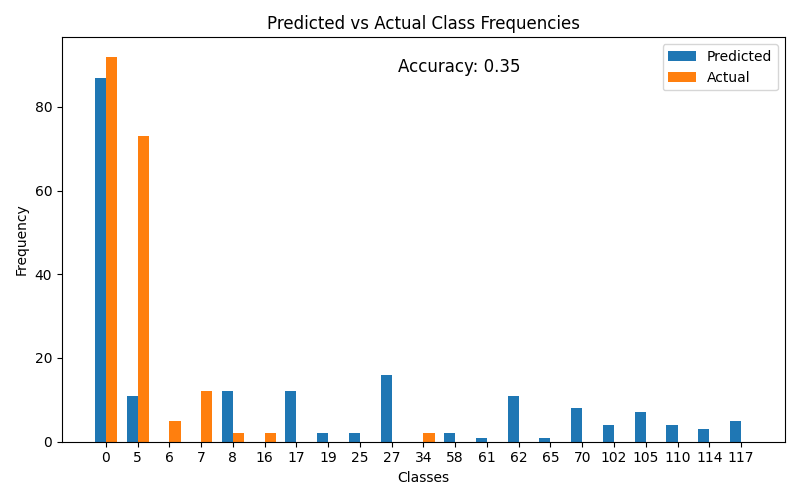 Predicted vs Actual Class Frequencies
Accuracy: 0.35
Predicted
Actual
Frequency
80
60
40
20
0
0 5 6 7 8 16 17 19 25 27 34 58 61 62 65 70 102 105 110 114 117
Classes